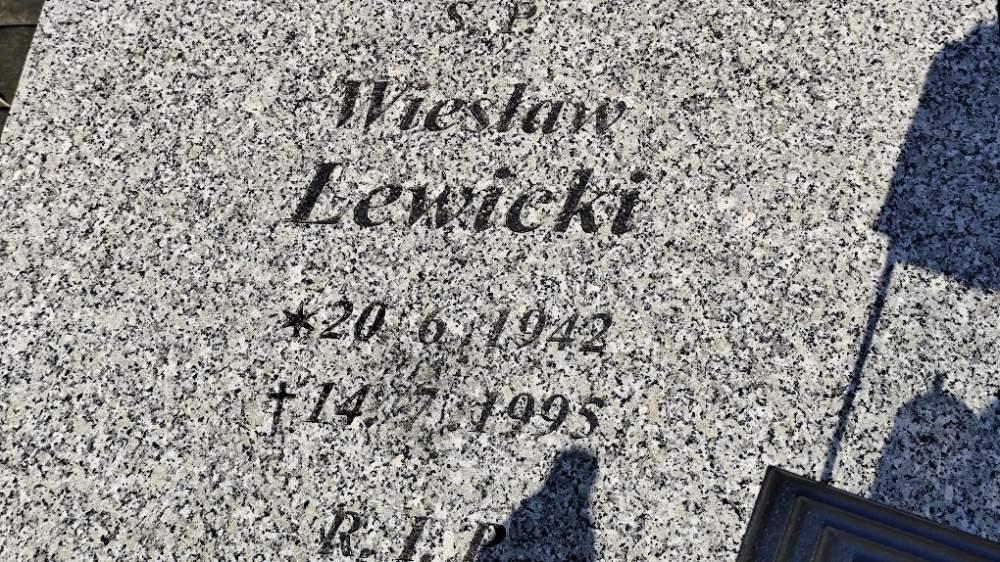 Ś.P.
Wiesław
Lewicki
*20.6.1942
†14.7.1995
R.I.P.